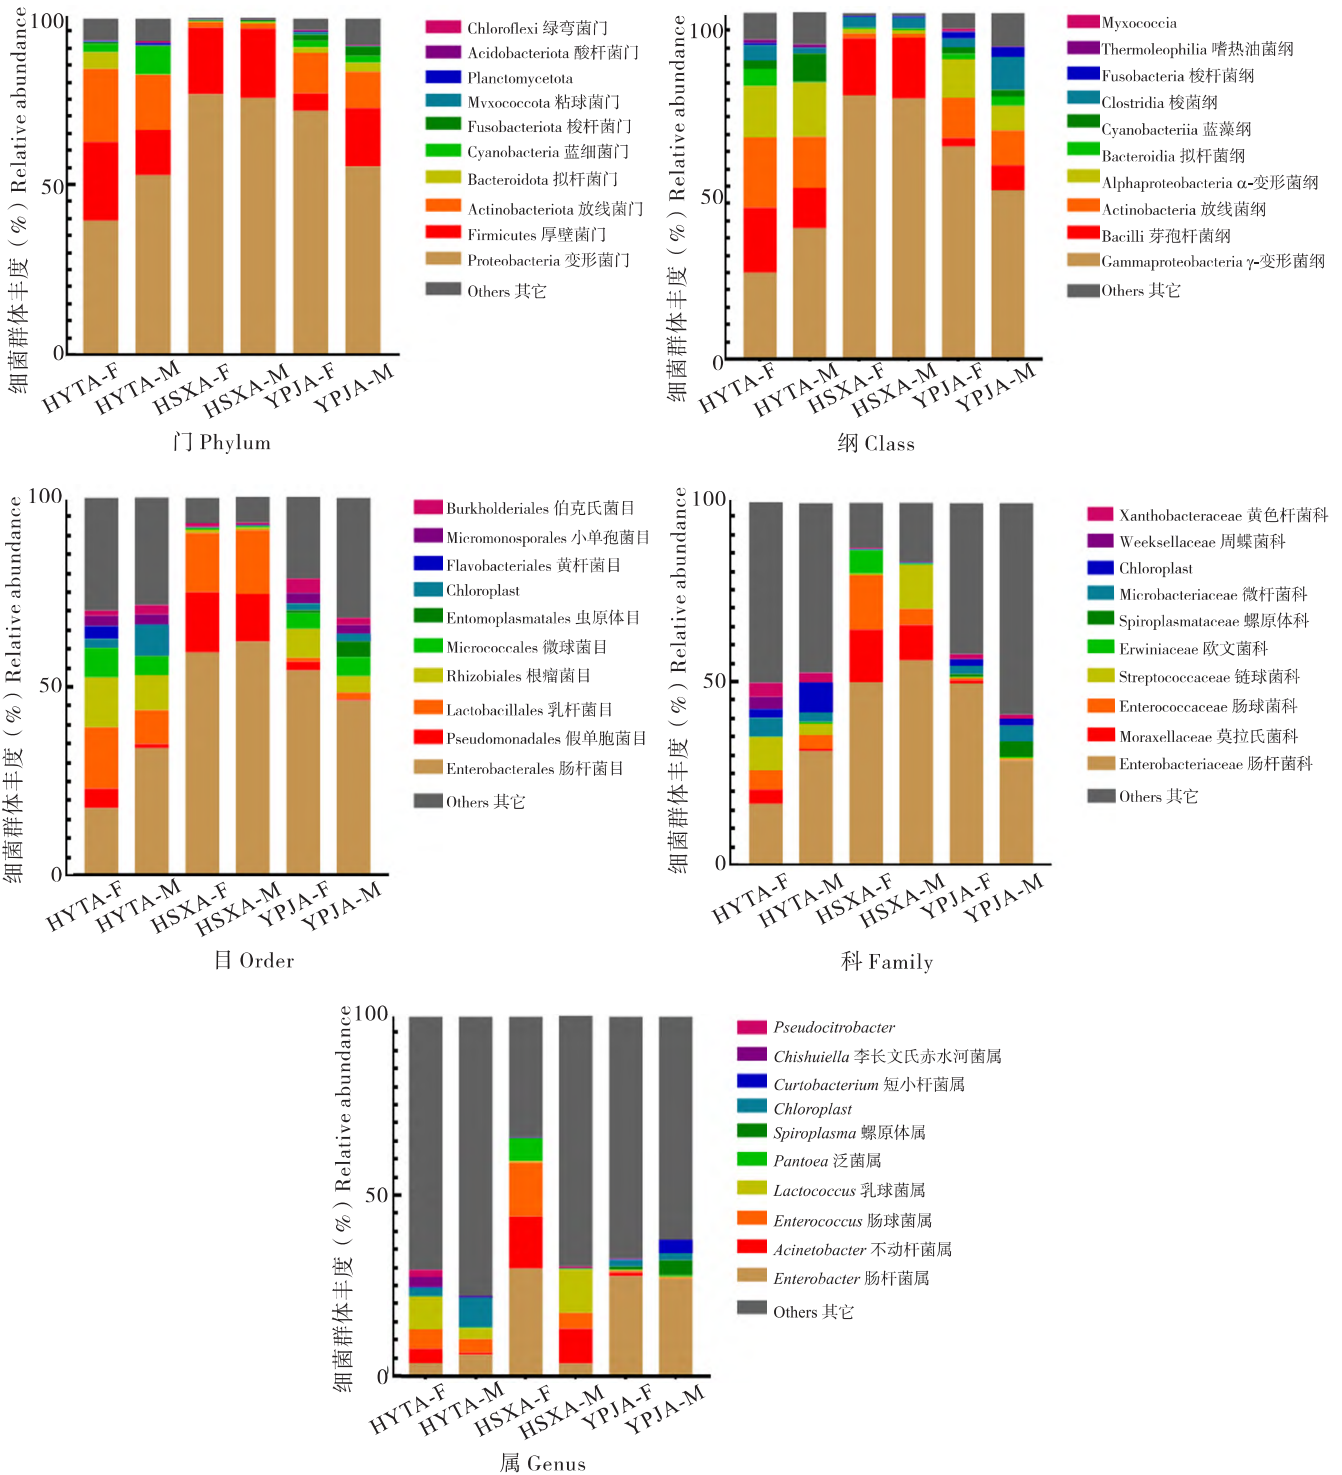 细菌群体丰度（%）Relative abundance
100
50
0
HYTA-F
HYTA-M
HSXA-F
HSXA-M
YPJA-F
YPJA-M
门 Phylum
Chloroflexi 绿弯菌门
Acidobacteriota 酸杆菌门
Planctomycetota
Mvxococcota 粘球菌门
Fusobacteriota 梭杆菌门
Cyanobacteria 蓝细菌门
Bacteroidota 拟杆菌门
Actinobacteriota 放线菌门
Firmicutes 厚壁菌门
Proteobacteria 变形菌门
Others 其它
细菌群体丰度（%）Relative abundance
100
50
0
HYTA-F
HYTA-M
HSXA-F
HSXA-M
YPJA-F
YPJA-M
纲 Class
Myxococcia
Thermoleophilia 嗜热油菌纲
Fusobacteria 梭杆菌纲
Clostridia 梭菌纲
Cyanobacteriia 蓝藻纲
Bacteroidia 拟杆菌纲
Alphaproteobacteria α-变形菌纲
Actinobacteria 放线菌纲
Bacilli 芽孢杆菌纲
Gammaproteobacteria γ-变形菌纲
Others 其它
细菌群体丰度（%）Relative abundance
100
50
0
HYTA-F
HYTA-M
HSXA-F
HSXA-M
YPJA-F
YPJA-M
目 Order
Burkholderiales 伯克氏菌目
Micromonosporales 小单孢菌目
Flavobacteriales 黄杆菌目
Chloroplast
Entomoplasmatales 虫原体目
Micrococcales 微球菌目
Rhizobiales 根瘤菌目
Lactobacillales 乳杆菌目
Pseudomonadales 假单胞菌目
Enterobacterales 肠杆菌目
Others 其它
细菌群体丰度（%）Relative abundance
100
50
0
HYTA-F
HYTA-M
HSXA-F
HSXA-M
YPJA-F
YPJA-M
科 Family
Xanthobacteraceae 黄色杆菌科
Weeksellaceae 周蝶菌科
Chloroplast
Microbacteriaceae 微杆菌科
Spiroplasmataceae 螺原体科
Erwiniaceae 欧文菌科
Streptococcaceae 链球菌科
Enterococcaceae 肠球菌科
Moraxellaceae 莫拉氏菌科
Enterobacteriaceae 肠杆菌科
Others 其它
细菌群体丰度（%）Relative abundance
100
50
0
HYTA-F
HYTA-M
HSXA-F
HSXA-M
YPJA-F
YPJA-M
属 Genus
Pseudocitrobacter
Chishuiella 李长文氏赤水河菌属
Curtobacterium 短小杆菌属
Chloroplast
Spiroplasma 螺原体属
Pantoea 泛菌属
Lactococcus 乳球菌属
Enterococcus 肠球菌属
Acinetobacter 不动杆菌属
Enterobacter 肠杆菌属
Others 其它